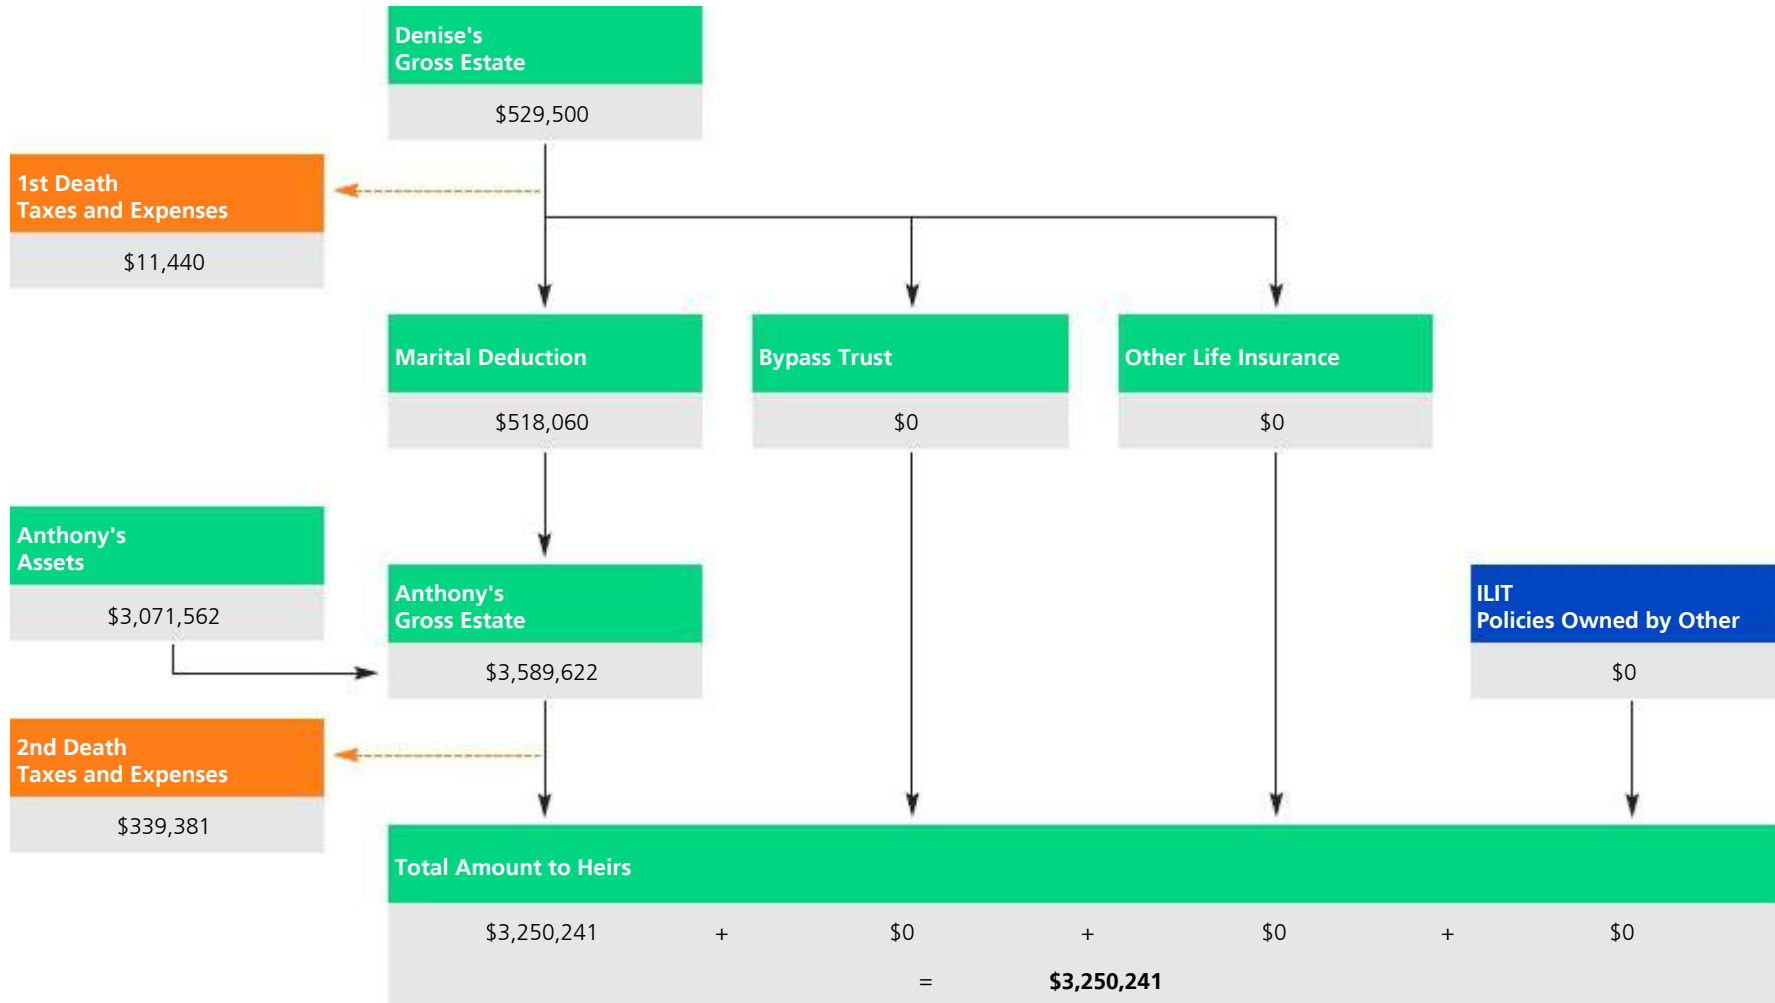 Denise's
Gross Estate
$529,500
1st Death
Taxes and Expenses
$11,440
Marital Deduction
$518,060
Bypass Trust
$0
Other Life Insurance
$0
Anthony's
Assets
$3,071,562
Anthony's
Gross Estate
$3,589,622
ILIT
Policies Owned by Other
$0
2nd Death
Taxes and Expenses
$339,381
Total Amount to Heirs
$3,250,241 + $0 + $0 + $0
= $3,250,241